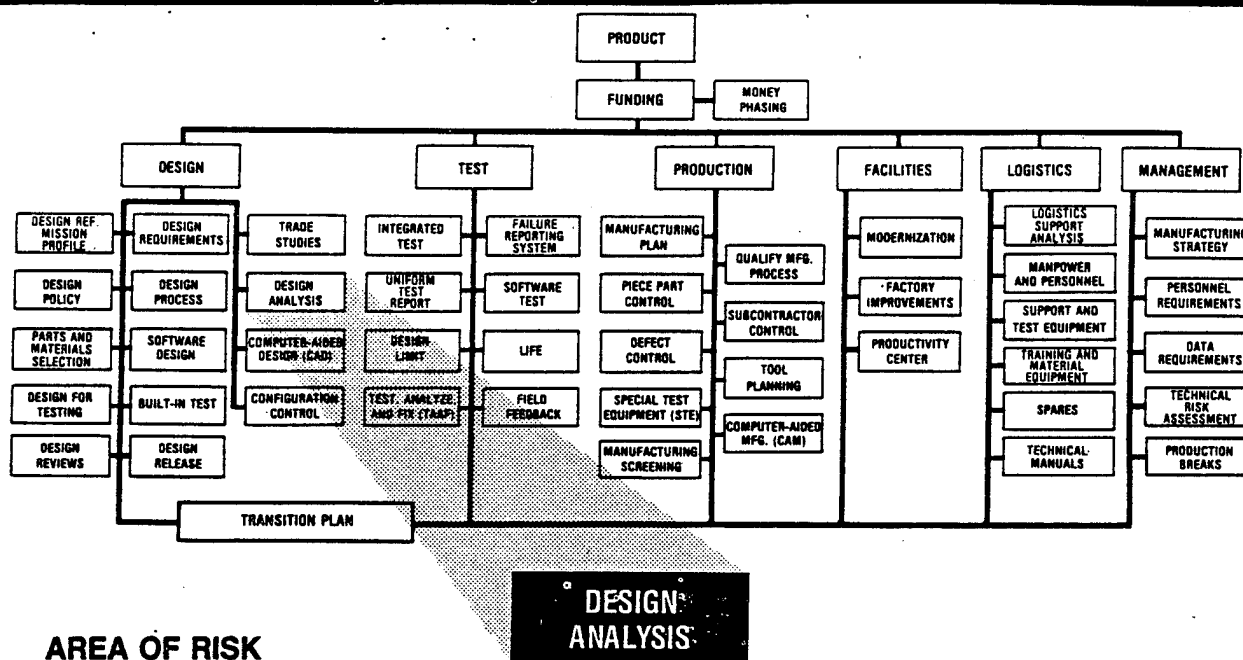 PRODUCT
FUNDING
MONEY
PHASING
DESIGN
TEST
PRODUCTION
FACILITIES
LOGISTICS
MANAGEMENT
DESIGN REF.
MISSION
PROFILE
DESIGN
REQUIREMENTS
TRADE
STUDIES
DESIGN
POLICY
DESIGN
PROCESS
DESIGN
ANALYSIS
PARTS AND
MATERIALS
SELECTION
SOFTWARE
DESIGN
COMPUTER-AIDED
DESIGN (CAD)
DESIGN FOR
TESTING
BUILT-IN TEST
CONFIGURATION
CONTROL
DESIGN
REVIEWS
DESIGN
RELEASE
INTEGRATED
TEST
FAILURE
REPORTING
SYSTEM
UNIFORM
TEST
REPORT
SOFTWARE
TEST
DESIGN
LIMIT
LIFE
TEST, ANALYZE
AND FIX (TAAF)
FIELD
FEEDBACK
MANUFACTURING
PLAN
QUALIFY MFG.
PROCESS
PIECE PART
CONTROL
SUBCONTRACTOR
CONTROL
DEFECT
CONTROL
TOOL
PLANNING
SPECIAL TEST
EQUIPMENT (STE)
COMPUTER-AIDED
MFG. (CAM)
MANUFACTURING
SCREENING
MODERNIZATION
FACTORY
IMPROVEMENTS
PRODUCTIVITY
CENTER
LOGISTICS
SUPPORT
ANALYSIS
MANPOWER
AND PERSONNEL
SUPPORT AND
TEST EQUIPMENT
TRAINING AND
MATERIAL
EQUIPMENT
SPARES
TECHNICAL
MANUALS
MANUFACTURING
STRATEGY
PERSONNEL
REQUIREMENTS
DATA
REQUIREMENTS
TECHNICAL
RISK
ASSESSMENT
PRODUCTION
BREAKS
TRANSITION PLAN
DESIGN
ANALYSIS
AREA OF RISK